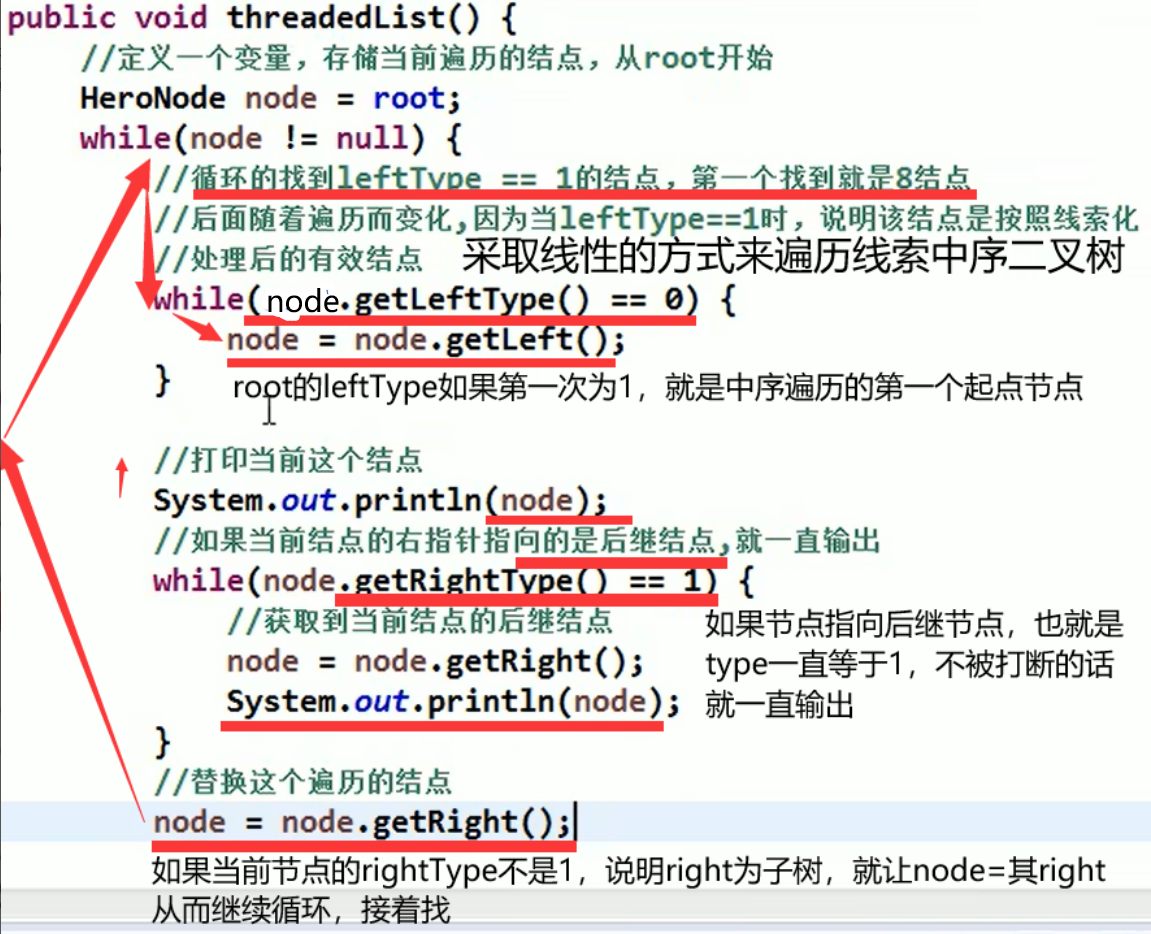 public void threadedList() {
//定义一个变量，存储当前遍历的结点，从root开始
HeroNode node = root;
while(node != null) {
//循环的找到leftType == 1的结点，第一个找到就是8结点
//后面随着遍历而变化,因为当leftType==1时，说明该结点是按照线索化
//处理后的有效结点
采取线性的方式来遍历线索中序二叉树
while(node.getLeftType() == 0) {
node = node.getLeft();
}
root的leftType如果第一次为1，就是中序遍历的第一个起点节点
//打印当前这个结点
System.out.println(node);
//如果当前结点的右指针指向的是后继结点,就一直输出
while(node.getRightType() == 1) {
//获取到当前结点的后继结点
node = node.getRight();
System.out.println(node);
如果节点指向后继节点，也就是
type一直等于1，不被打断的话
就一直输出
}
//替换这个遍历的结点
node = node.getRight();
如果当前节点的rightType不是1，说明right为子树，就让node=其right
从而继续循环，接着找